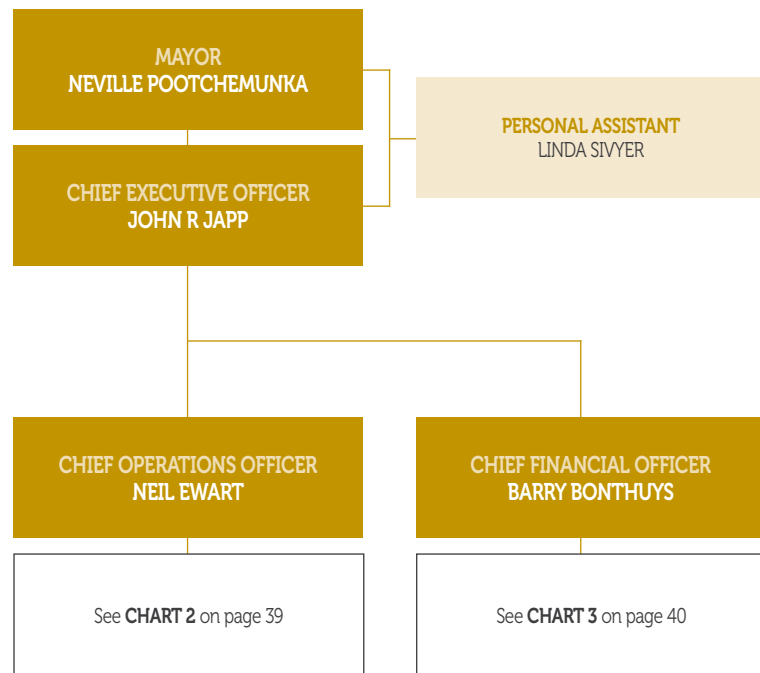 MAYOR
NEVILLE POOTCHEMUNKA
PERSONAL ASSISTANT
LINDA SIVYER
CHIEF EXECUTIVE OFFICER
JOHN R JAPP
CHIEF OPERATIONS OFFICER
NEIL EWART
CHIEF FINANCIAL OFFICER
BARRY BONTHUYS
See CHART 2 on page 39
See CHART 3 on page 40